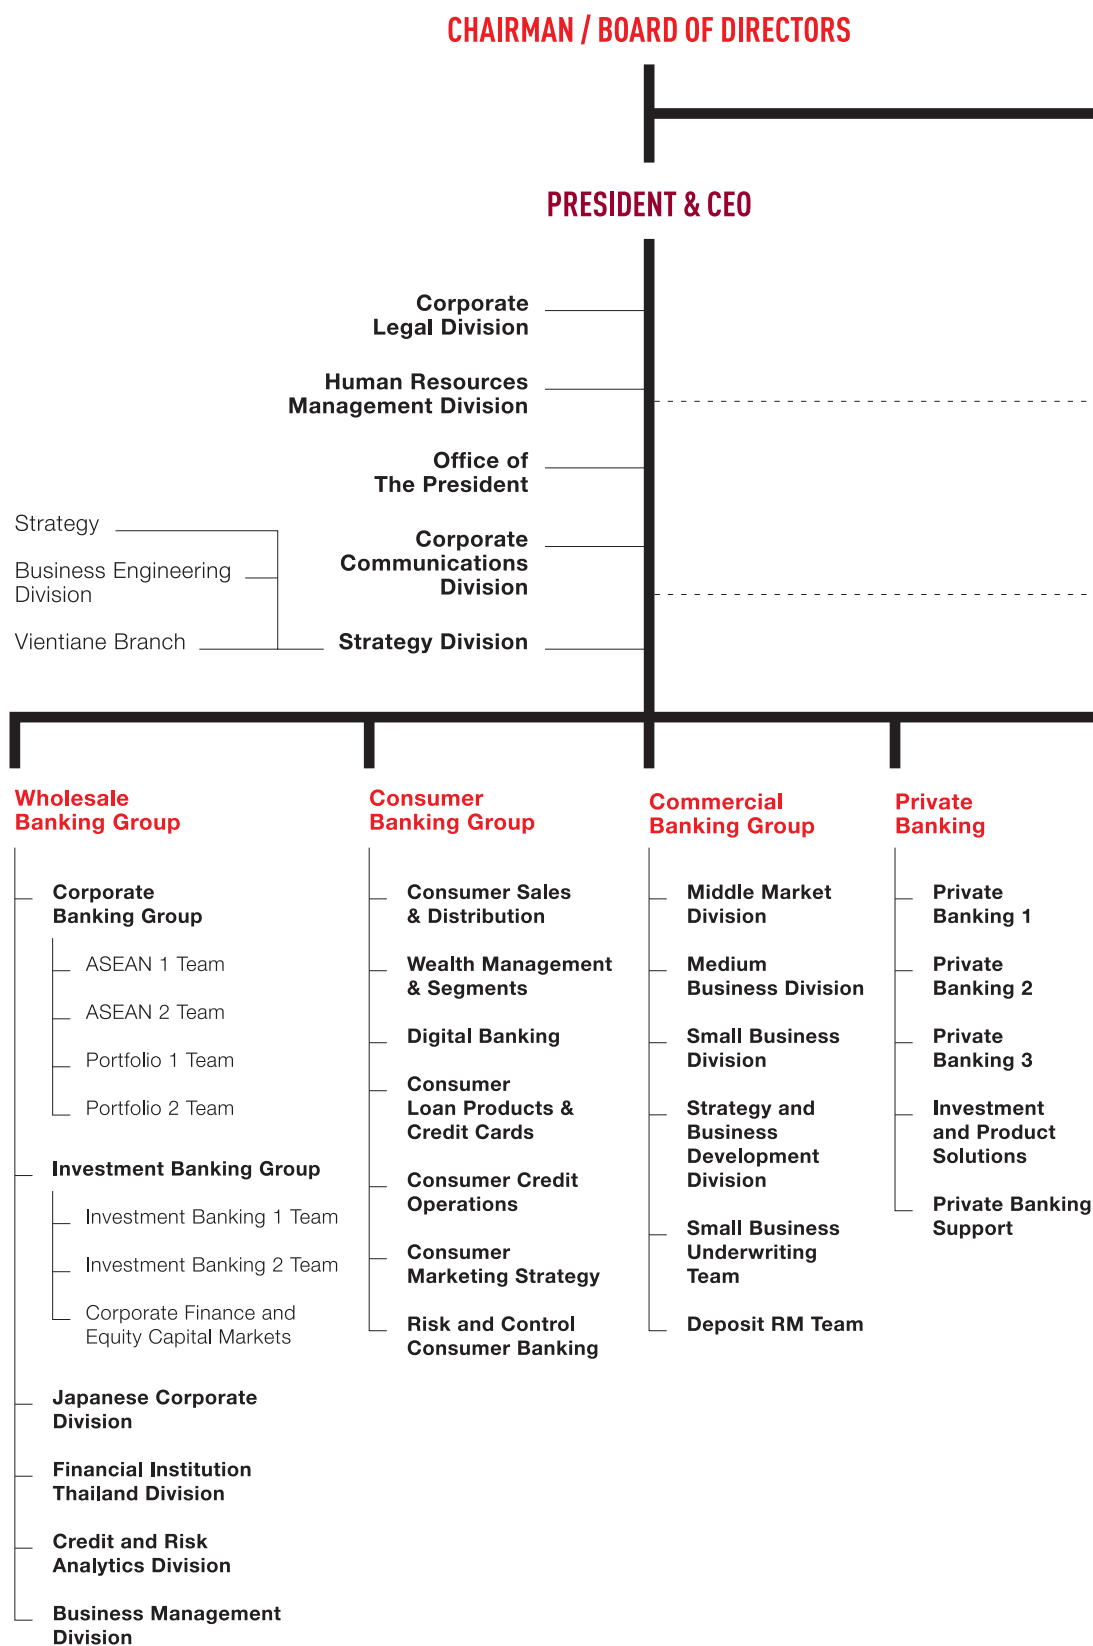 CHAIRMAN / BOARD OF DIRECTORS
PRESIDENT & CEO
Corporate
Legal Division
Human Resources
Management Division
Office of
The President
Corporate
Communications
Division
Strategy Division
Strategy
Business Engineering
Division
Vientiane Branch
Wholesale
Banking Group
Corporate
Banking Group
ASEAN 1 Team
ASEAN 2 Team
Portfolio 1 Team
Portfolio 2 Team
Investment Banking Group
Investment Banking 1 Team
Investment Banking 2 Team
Corporate Finance and
Equity Capital Markets
Japanese Corporate
Division
Financial Institution
Thailand Division
Credit and Risk
Analytics Division
Business Management
Division
Consumer
Banking Group
Consumer Sales
& Distribution
Wealth Management
& Segments
Digital Banking
Consumer
Loan Products &
Credit Cards
Consumer Credit
Operations
Consumer
Marketing Strategy
Risk and Control
Consumer Banking
Commercial
Banking Group
Middle Market
Division
Medium
Business Division
Small Business
Division
Strategy and
Business
Development
Division
Small Business
Underwriting
Team
Deposit RM Team
Private
Banking
Private
Banking 1
Private
Banking 2
Private
Banking 3
Investment
and Product
Solutions
Private Banking
Support